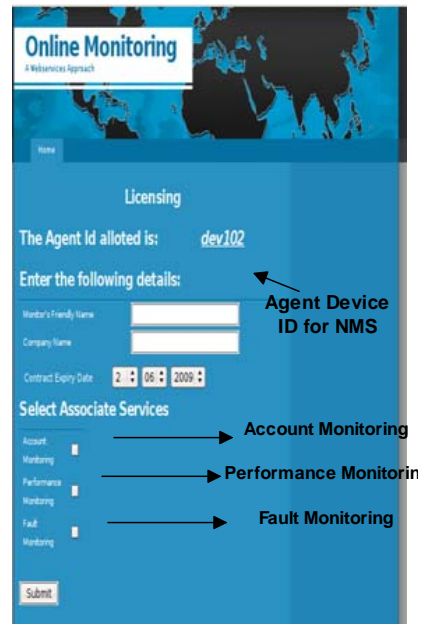 Online Monitoring
A Webservices Approach
Home
Licensing
The Agent Id alloted is: dev102
Enter the following details:
Agent Device
ID for NMS
Monitor's Friendly Name
Company Name
Contract Expiry Date 2 06 2009
Select Associate Services
Account
Monitoring
Account Monitoring
Performance
Monitoring
Performance Monitorin
Fault
Monitoring
Fault Monitoring
Submit